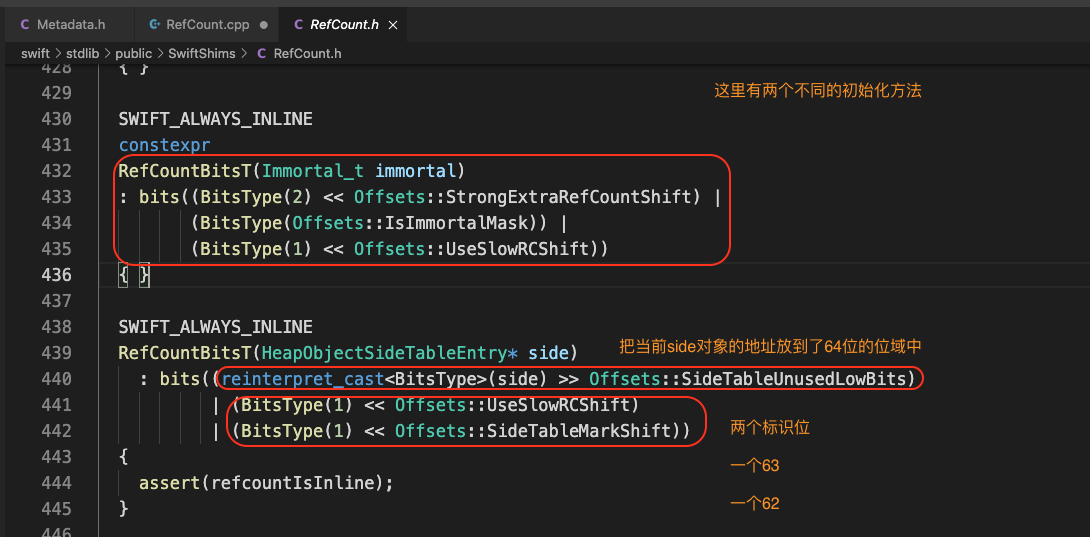 C Metadata.h
RefCount.cpp ●
C RefCount.h ×
swift > stdlib > public > SwiftShims > C RefCount.h
428 { }
429 这里有两个不同的初始化方法
430 SWIFT_ALWAYS_INLINE
431 constexpr
432 RefCountBitsT(Immortal_t immortal)
433 : bits((BitsType(2) << Offsets::StrongExtraRefCountShift) |
434 (BitsType(Offsets::IsImmortalMask)) |
435 (BitsType(1) << Offsets::UseSlowRCShift))
436 { }
437
438 SWIFT_ALWAYS_INLINE
439 RefCountBitsT(HeapObjectSideTableEntry* side) 把当前side对象的地址放到了64位的位域中
440 : bits((reinterpret_cast<BitsType>(side) >> Offsets::SideTableUnusedLowBits)
441 | (BitsType(1) << Offsets::UseSlowRCShift)
442 | (BitsType(1) << Offsets::SideTableMarkShift)) 两个标识位
443 { 一个63
444 assert(refcountIsInline);
445 } 一个62
446